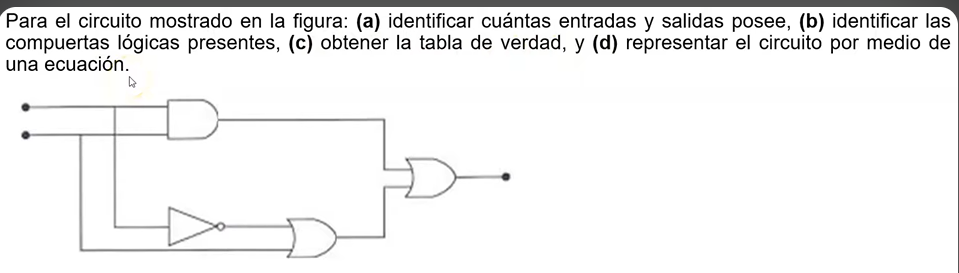 Para el circuito mostrado en la figura: (a) identificar cuántas entradas y salidas posee, (b) identificar las
compuertas lógicas presentes, (c) obtener la tabla de verdad, y (d) representar el circuito por medio de
una ecuación.